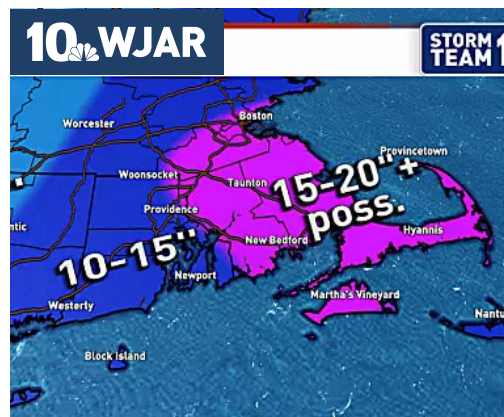 10 WJAR
STORM
TEAM 1
Boston
Worcester
Provincetown
Woonsocket
Taunton
15-20"+
poss.
Providence
Hyannis
New Bedford
10-15"
Newport
Martha's Vineyard
Westerly
Block Island